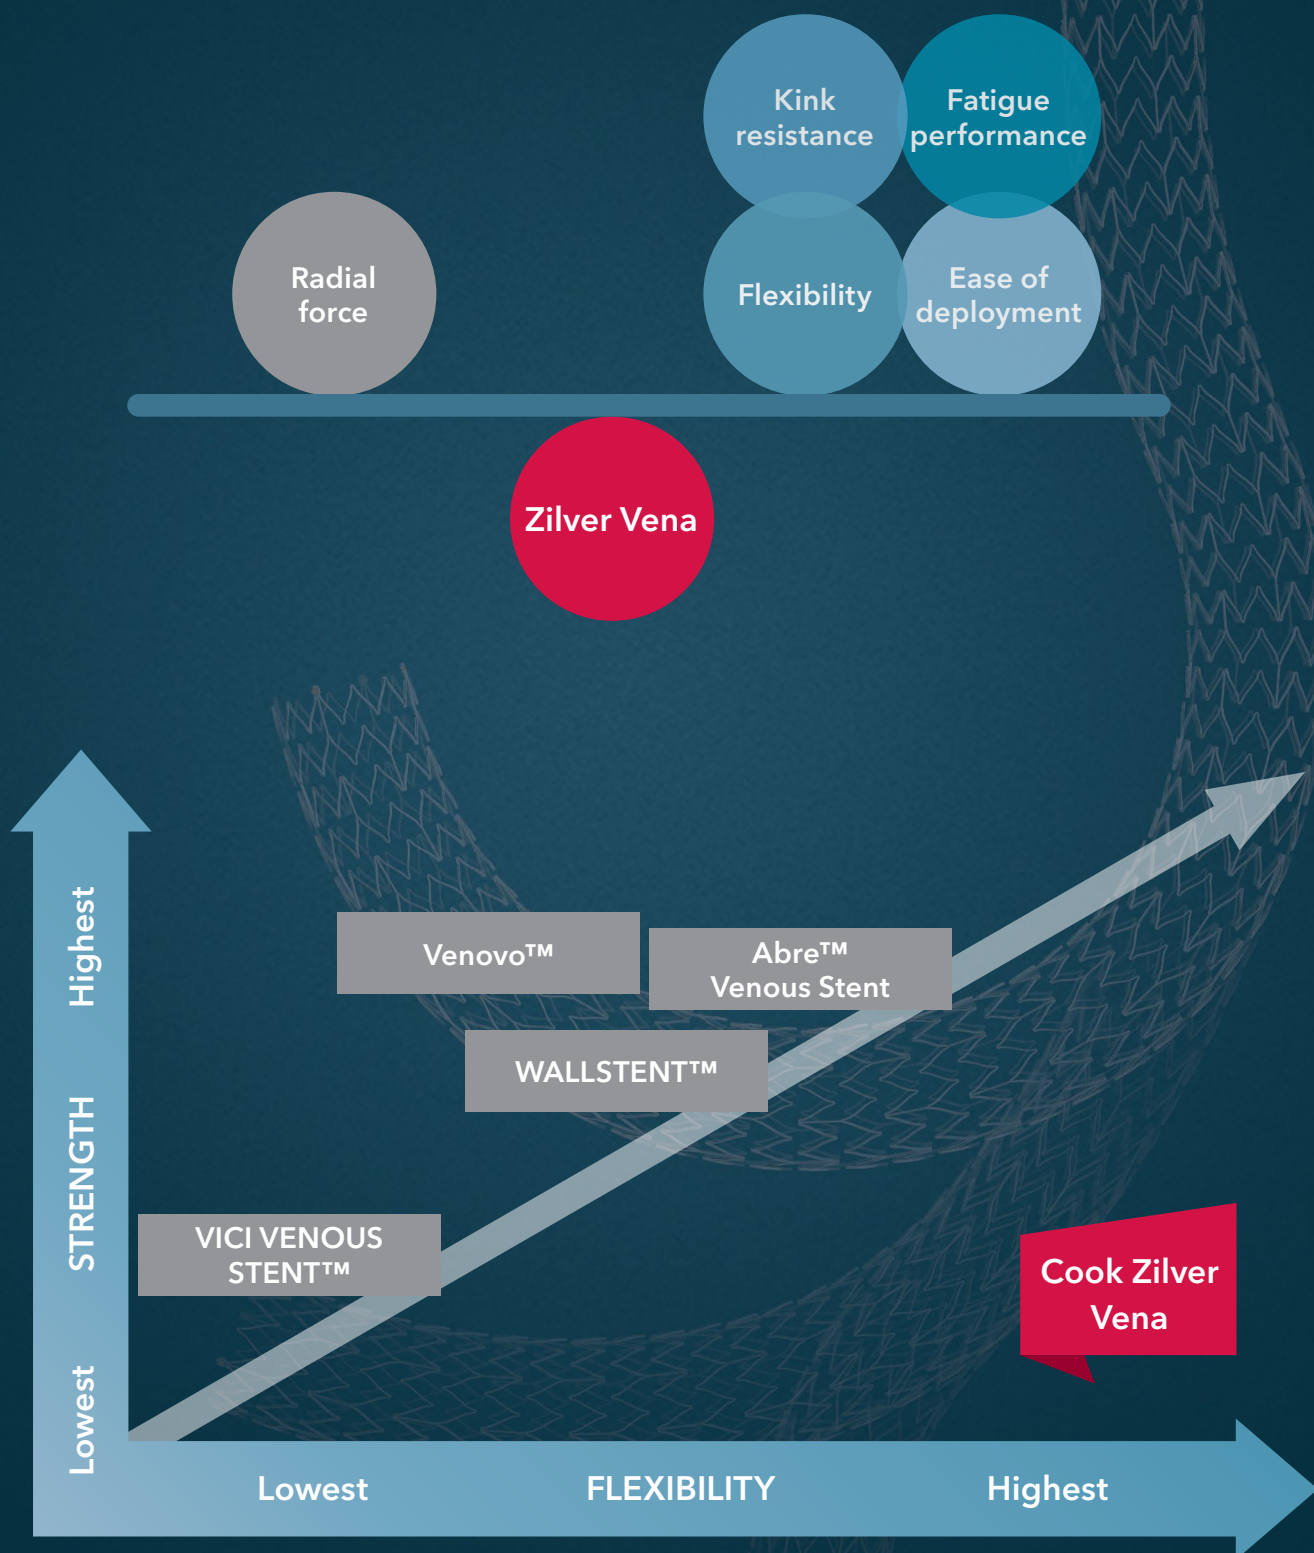 Kink
resistance
Fatigue
performance
Radial
force
Flexibility
Ease of
deployment
Zilver Vena
Highest
STRENGTH
Lowest
Venovo™
Abre™
Venous Stent
WALLSTENT™
VICI VENOUS
STENT™
Cook Zilver
Vena
Lowest
FLEXIBILITY
Highest